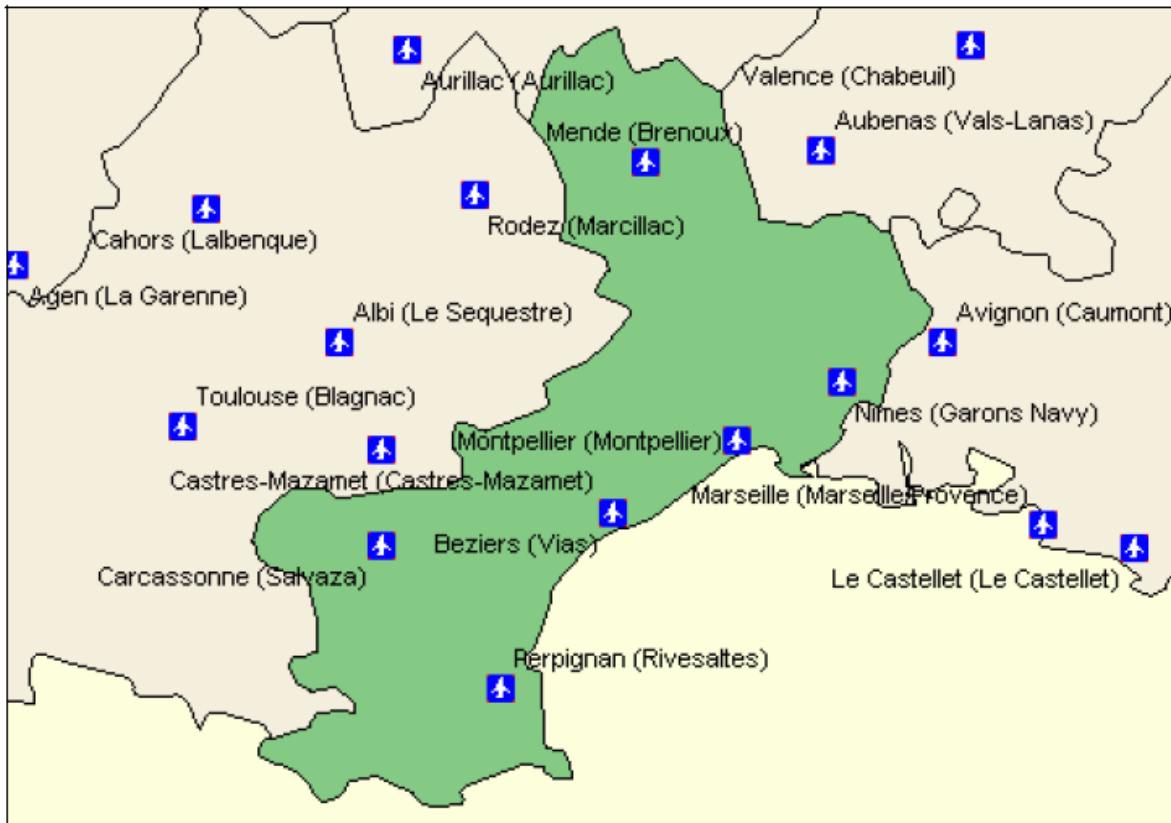 Aurillac (Aurillac)
Valence (Chabeuil)
Mende (Brenoux)
Aubenas (Vals-Lanas)
Rodez (Marcillac)
Cahors (Lalbenque)
Agen (La Garenne)
Albi (Le Sequestre)
Avignon (Caumont)
Toulouse (Blagnac)
Nimes (Garons Navy)
Montpellier (Montpellier)
Castres-Mazamet (Castres-Mazamet)
Marseille (Marseille/Provence)
Beziers (Vias)
Carcassonne (Salvaza)
Le Castellet (Le Castellet)
Perpignan (Rivesaltes)